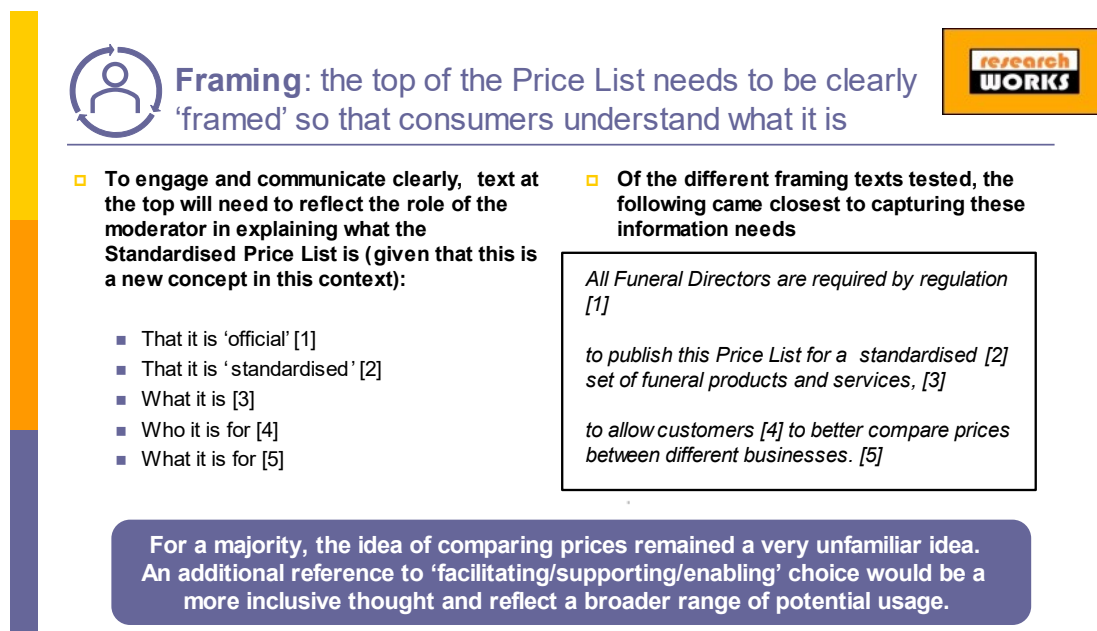 Framing: the top of the Price List needs to be clearly
‘framed’ so that consumers understand what it is
research
WORKS
To engage and communicate clearly, text at
the top will need to reflect the role of the
moderator in explaining what the
Standardised Price List is (given that this is
a new concept in this context):
That it is ‘official’ [1]
That it is ‘standardised’ [2]
What it is [3]
Who it is for [4]
What it is for [5]
Of the different framing texts tested, the
following came closest to capturing these
information needs
All Funeral Directors are required by regulation
[1]
to publish this Price List for a standardised [2]
set of funeral products and services, [3]
to allow customers [4] to better compare prices
between different businesses. [5]
For a majority, the idea of comparing prices remained a very unfamiliar idea.
An additional reference to ‘facilitating/supporting/enabling’ choice would be a
more inclusive thought and reflect a broader range of potential usage.